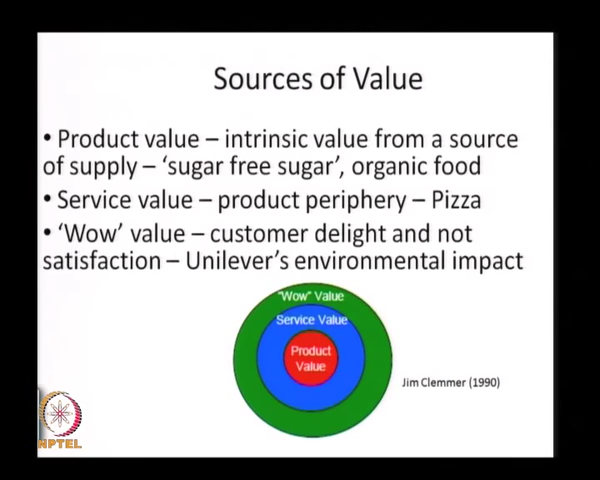 Sources of Value
• Product value – intrinsic value from a source
of supply – ‘sugar free sugar’, organic food
• Service value – product periphery – Pizza
• ‘Wow’ value – customer delight and not
satisfaction – Unilever’s environmental impact
"Wow" Value
Service Value
Product
Value
Jim Clemmer (1990)
NPTEL